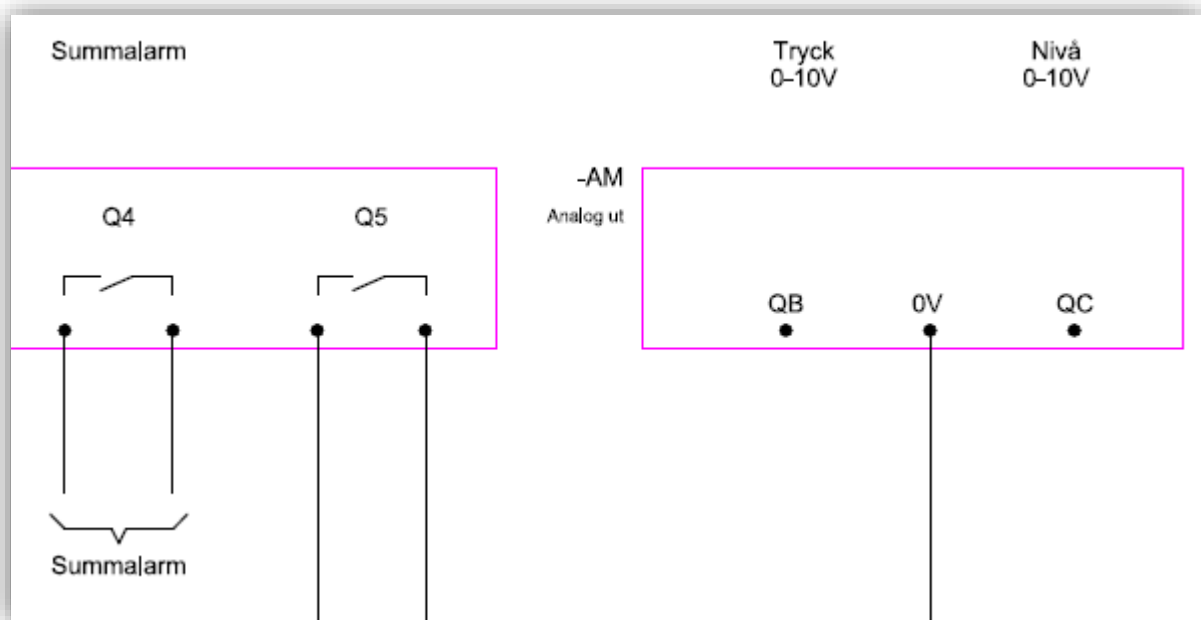 Summalarm
Tryck
0–10V
Nivå
0–10V
-AM
Analog ut
Q4
Q5
QB
0V
QC
Summalarm